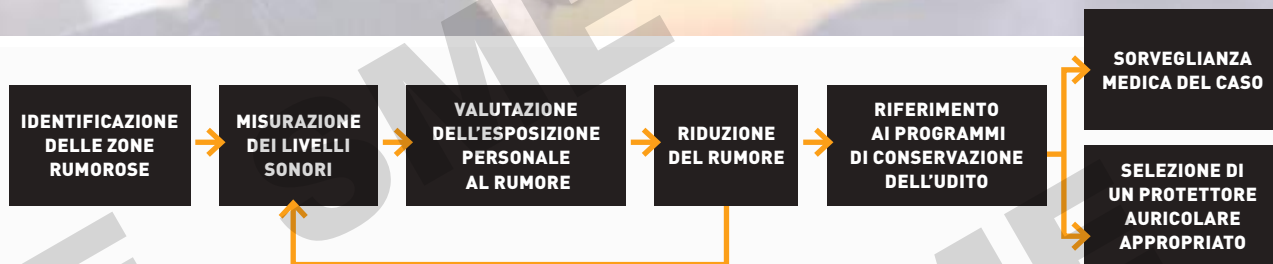 IDENTIFICAZIONE
DELLE ZONE
RUMOROSE
MISURAZIONE
DEI LIVELLI
SONORI
VALUTAZIONE
DELL'ESPOSIZIONE
PERSONALE
AL RUMORE
RIDUZIONE
DEL RUMORE
RIFERIMENTO
AI PROGRAMMI
DI CONSERVAZIONE
DELL'UDITO
SORVEGLIANZA
MEDICA DEL CASO
SELEZIONE DI
UN PROTETTORE
AURICOLARE
APPROPRIATO
SME